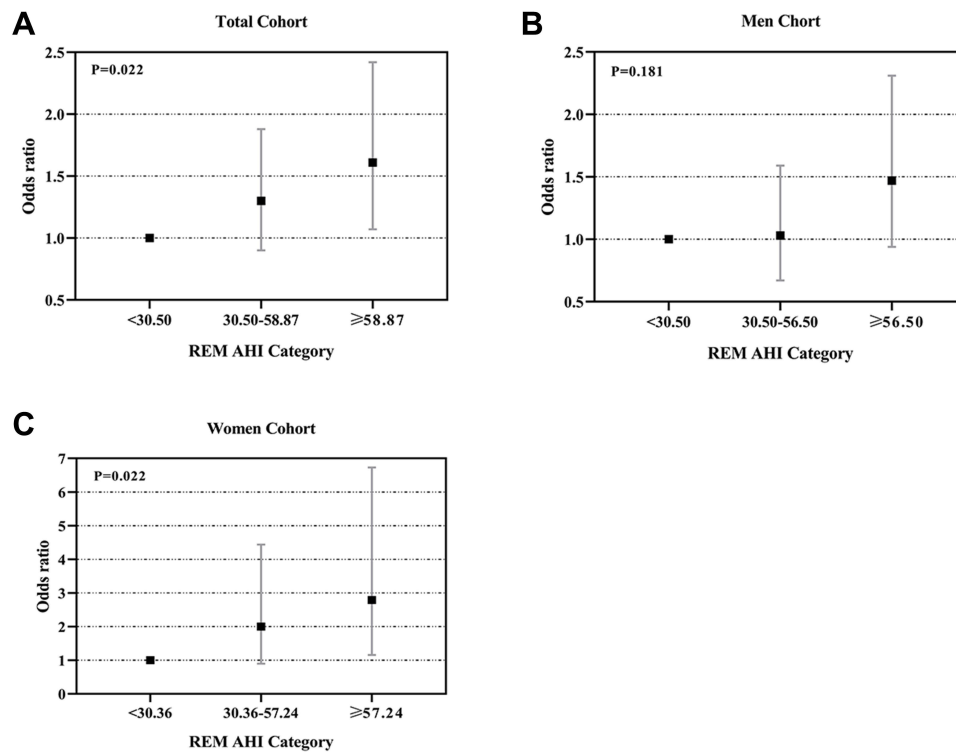 A
Total Cohort
P=0.022
2.5
2.0
1.5
1.0
0.5
Odds ratio
<30.50 30.50-58.87 ≥58.87
REM AHI Category
B
Men Chort
P=0.181
2.5
2.0
1.5
1.0
0.5
Odds ratio
<30.50 30.50-56.50 ≥56.50
REM AHI Category
C
Women Cohort
P=0.022
7
6
5
4
3
2
1
0
Odds ratio
<30.36 30.36-57.24 ≥57.24
REM AHI Category